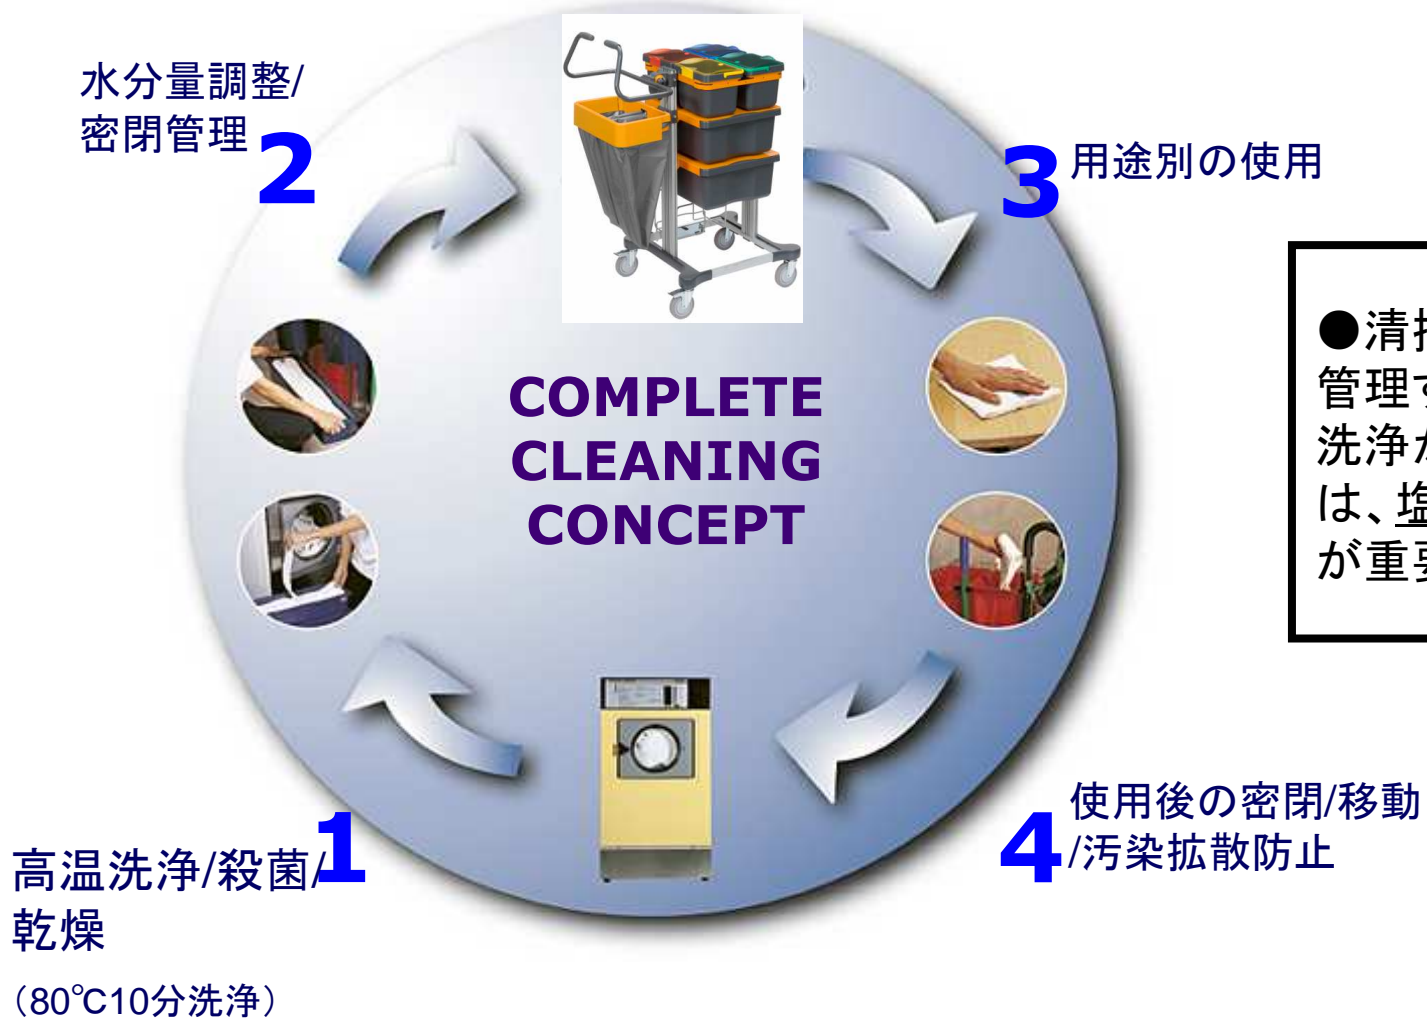 水分量調整/
密閉管理
2
3
用途別の使用
COMPLETE
CLEANING
CONCEPT
●清
管理
洗浄
は、塩
が重
1
高温洗浄/殺菌/
乾燥
（80℃10分洗浄）
4
使用後の密閉/移動
/汚染拡散防止